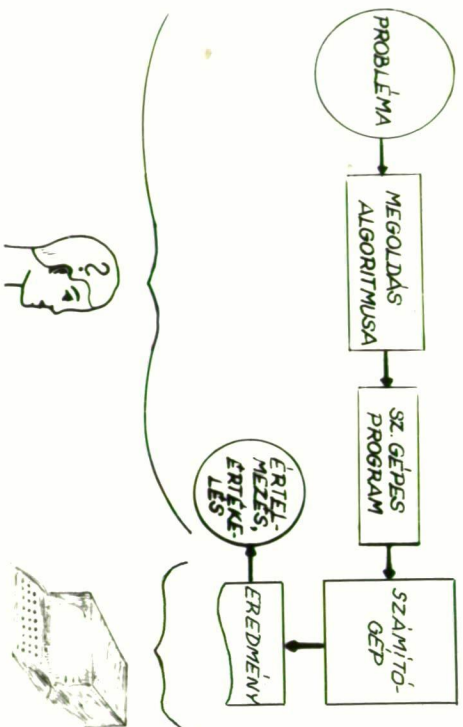 PROBLÉMA
MEGOLDÁS
ALGORITMUSA
SZ. GÉPES
PROGRAM
SZÁMÍTÓ-
GÉP
EREDMÉNY
ÉRTEL-
MEZÉS,
ÉRTÉKE-
LÉS
?